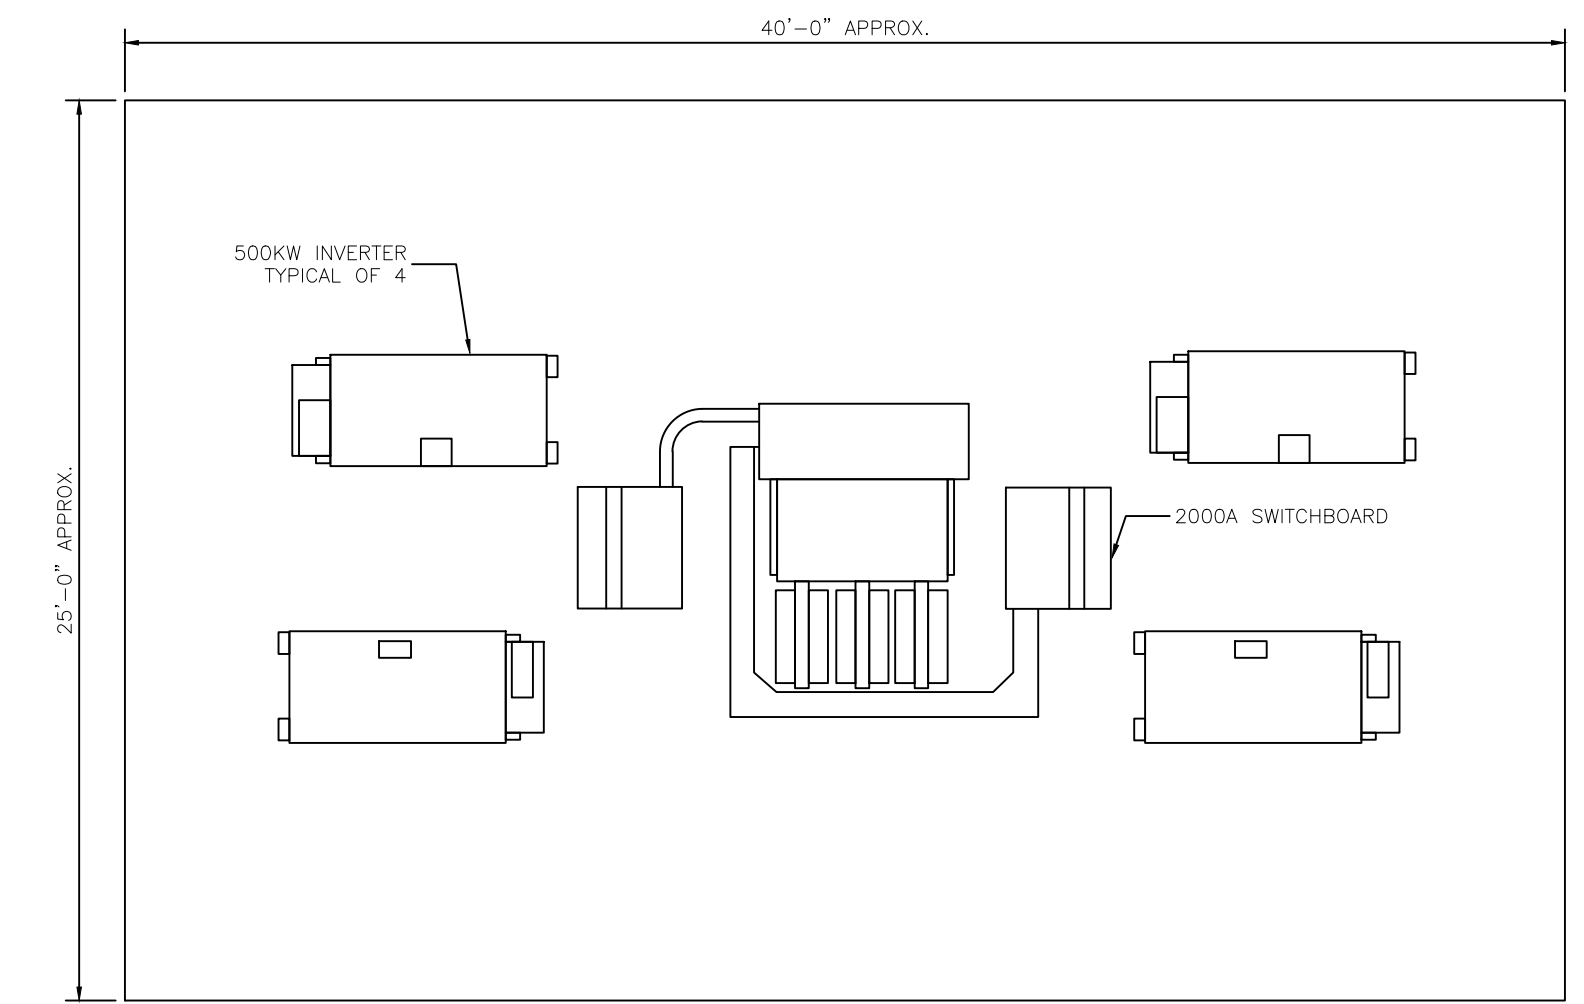 40'-0" APPROX.
500KW INVERTER
TYPICAL OF 4
25'-0" APPROX.
2000A SWITCHBOARD